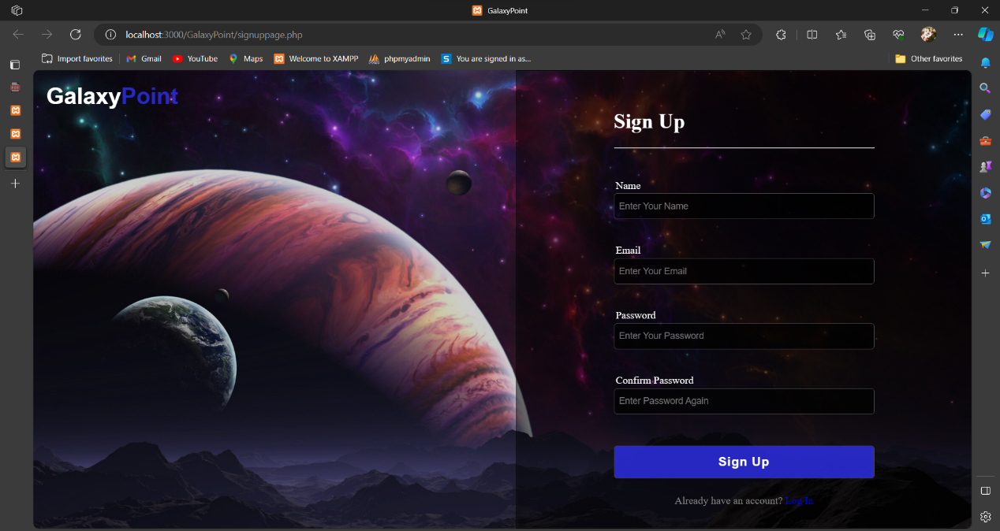 GalaxyPoint
localhost:3000/GalaxyPoint/signuppage.php
Import favorites Gmail YouTube Maps Welcome to XAMPP phpmyadmin You are signed in as... Other favorites
GalaxyPoint
Sign Up
Name
Enter Your Name
Email
Enter Your Email
Password
Enter Your Password
Confirm Password
Enter Password Again
Sign Up
Already have an account? Log In